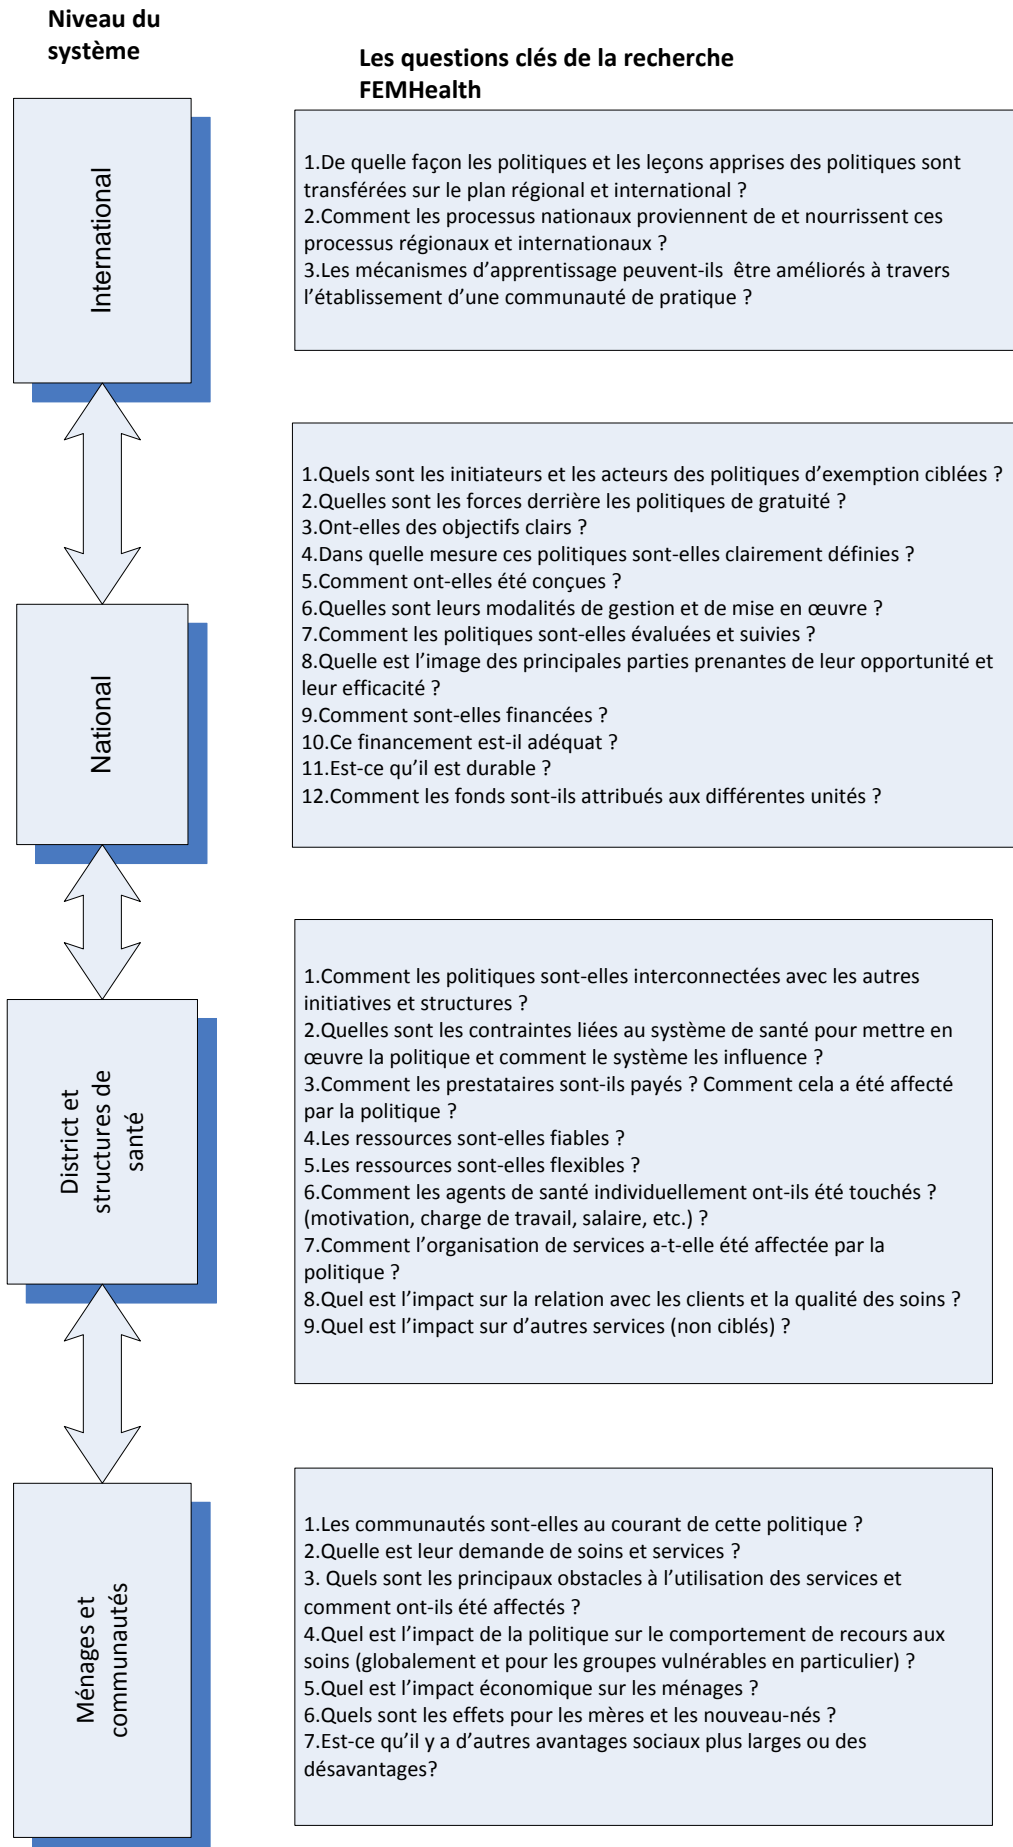 Niveau du
système
Les questions clés de la recherche
FEMHealth
International
1.De quelle façon les politiques et les leçons apprises des politiques sont
transférées sur le plan régional et international ?
2.Comment les processus nationaux proviennent de et nourrissent ces
processus régionaux et internationaux ?
3.Les mécanismes d’apprentissage peuvent-ils  être améliorés à travers
l’établissement d’une communauté de pratique ?
National
1.Quels sont les initiateurs et les acteurs des politiques d’exemption ciblées ?
2.Quelles sont les forces derrière les politiques de gratuité ?
3.Ont-elles des objectifs clairs ?
4.Dans quelle mesure ces politiques sont-elles clairement définies ?
5.Comment ont-elles été conçues ?
6.Quelles sont leurs modalités de gestion et de mise en œuvre ?
7.Comment les politiques sont-elles évaluées et suivies ?
8.Quelle est l’image des principales parties prenantes de leur opportunité et
leur efficacité ?
9.Comment sont-elles financées ?
10.Ce financement est-il adéquat ?
11.Est-ce qu’il est durable ?
12.Comment les fonds sont-ils attribués aux différentes unités ?
District et
structures de
santé
1.Comment les politiques sont-elles interconnectées avec les autres
initiatives et structures ?
2.Quelles sont les contraintes liées au système de santé pour mettre en
œuvre la politique et comment le système les influence ?
3.Comment les prestataires sont-ils payés ? Comment cela a été affecté
par la politique ?
4.Les ressources sont-elles fiables ?
5.Les ressources sont-elles flexibles ?
6.Comment les agents de santé individuellement ont-ils été touchés ?
(motivation, charge de travail, salaire, etc.) ?
7.Comment l’organisation de services a-t-elle été affectée par la
politique ?
8.Quel est l’impact sur la relation avec les clients et la qualité des soins ?
9.Quel est l’impact sur d’autres services (non ciblés) ?
Ménages et
communautés
1.Les communautés sont-elles au courant de cette politique ?
2.Quelle est leur demande de soins et services ?
3. Quels sont les principaux obstacles à l’utilisation des services et
comment ont-ils été affectés ?
4.Quel est l’impact de la politique sur le comportement de recours aux
soins (globalement et pour les groupes vulnérables en particulier) ?
5.Quel est l’impact économique sur les ménages ?
6.Quels sont les effets pour les mères et les nouveau-nés ?
7.Est-ce qu’il y a d’autres avantages sociaux plus larges ou des
désavantages?